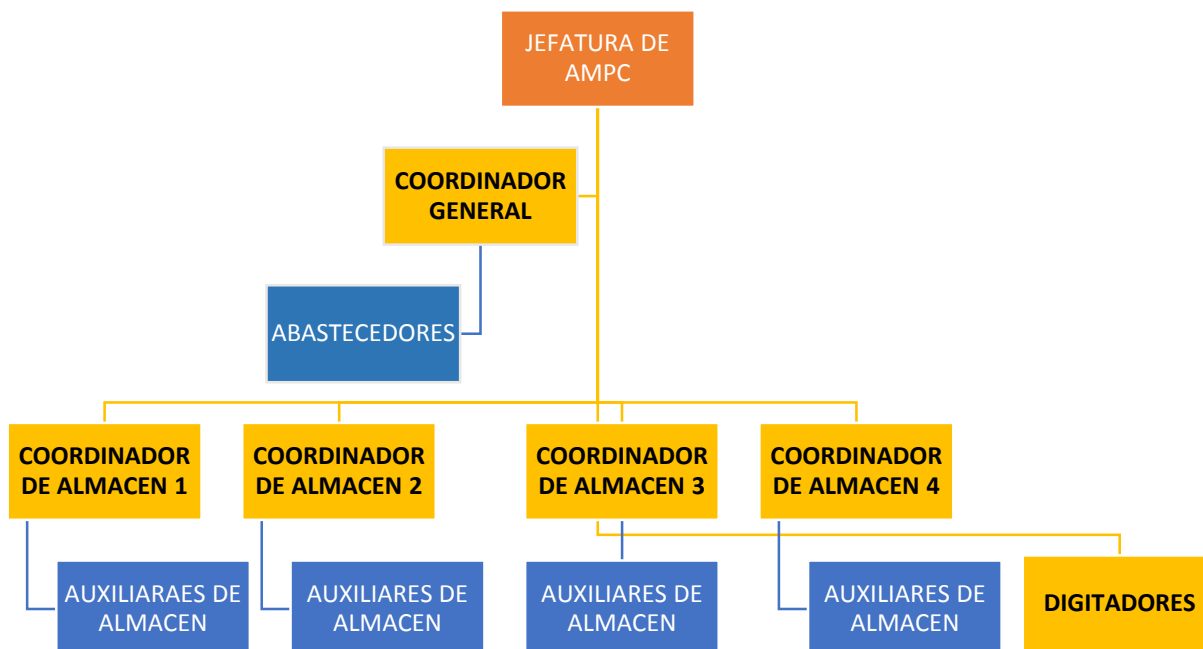 JEFATURA DE
AMPC
COORDINADOR
GENERAL
ABASTECEDORES
COORDINADOR
DE ALMACEN 1
COORDINADOR
DE ALMACEN 2
COORDINADOR
DE ALMACEN 3
COORDINADOR
DE ALMACEN 4
AUXILIARAES DE
ALMACEN
AUXILIARES DE
ALMACEN
AUXILIARES DE
ALMACEN
AUXILIARES DE
ALMACEN
DIGITADORES